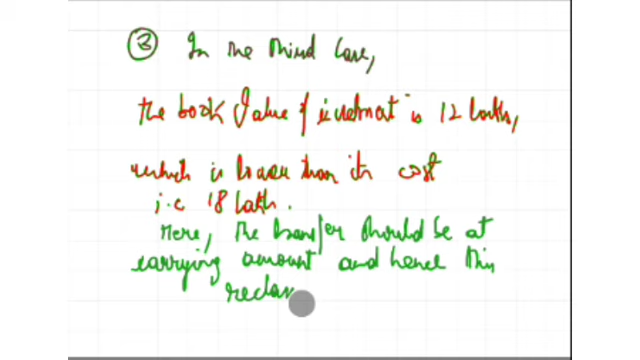 ③ In the third Case,
the book Value of investment is 12 lakhs,
which is lower than its cost
i.e 18 lakh.
Here, the transfer should be at
carrying amount and hence this
reclas